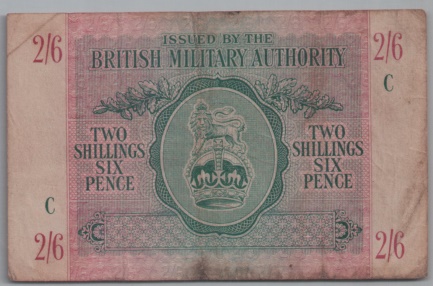 2/6 ISSUED BY THE 2/6
BRITISH MILITARY AUTHORITY
C
TWO TWO
SHILLINGS SHILLINGS
SIX SIX
PENCE PENCE
C
2/6 2/6